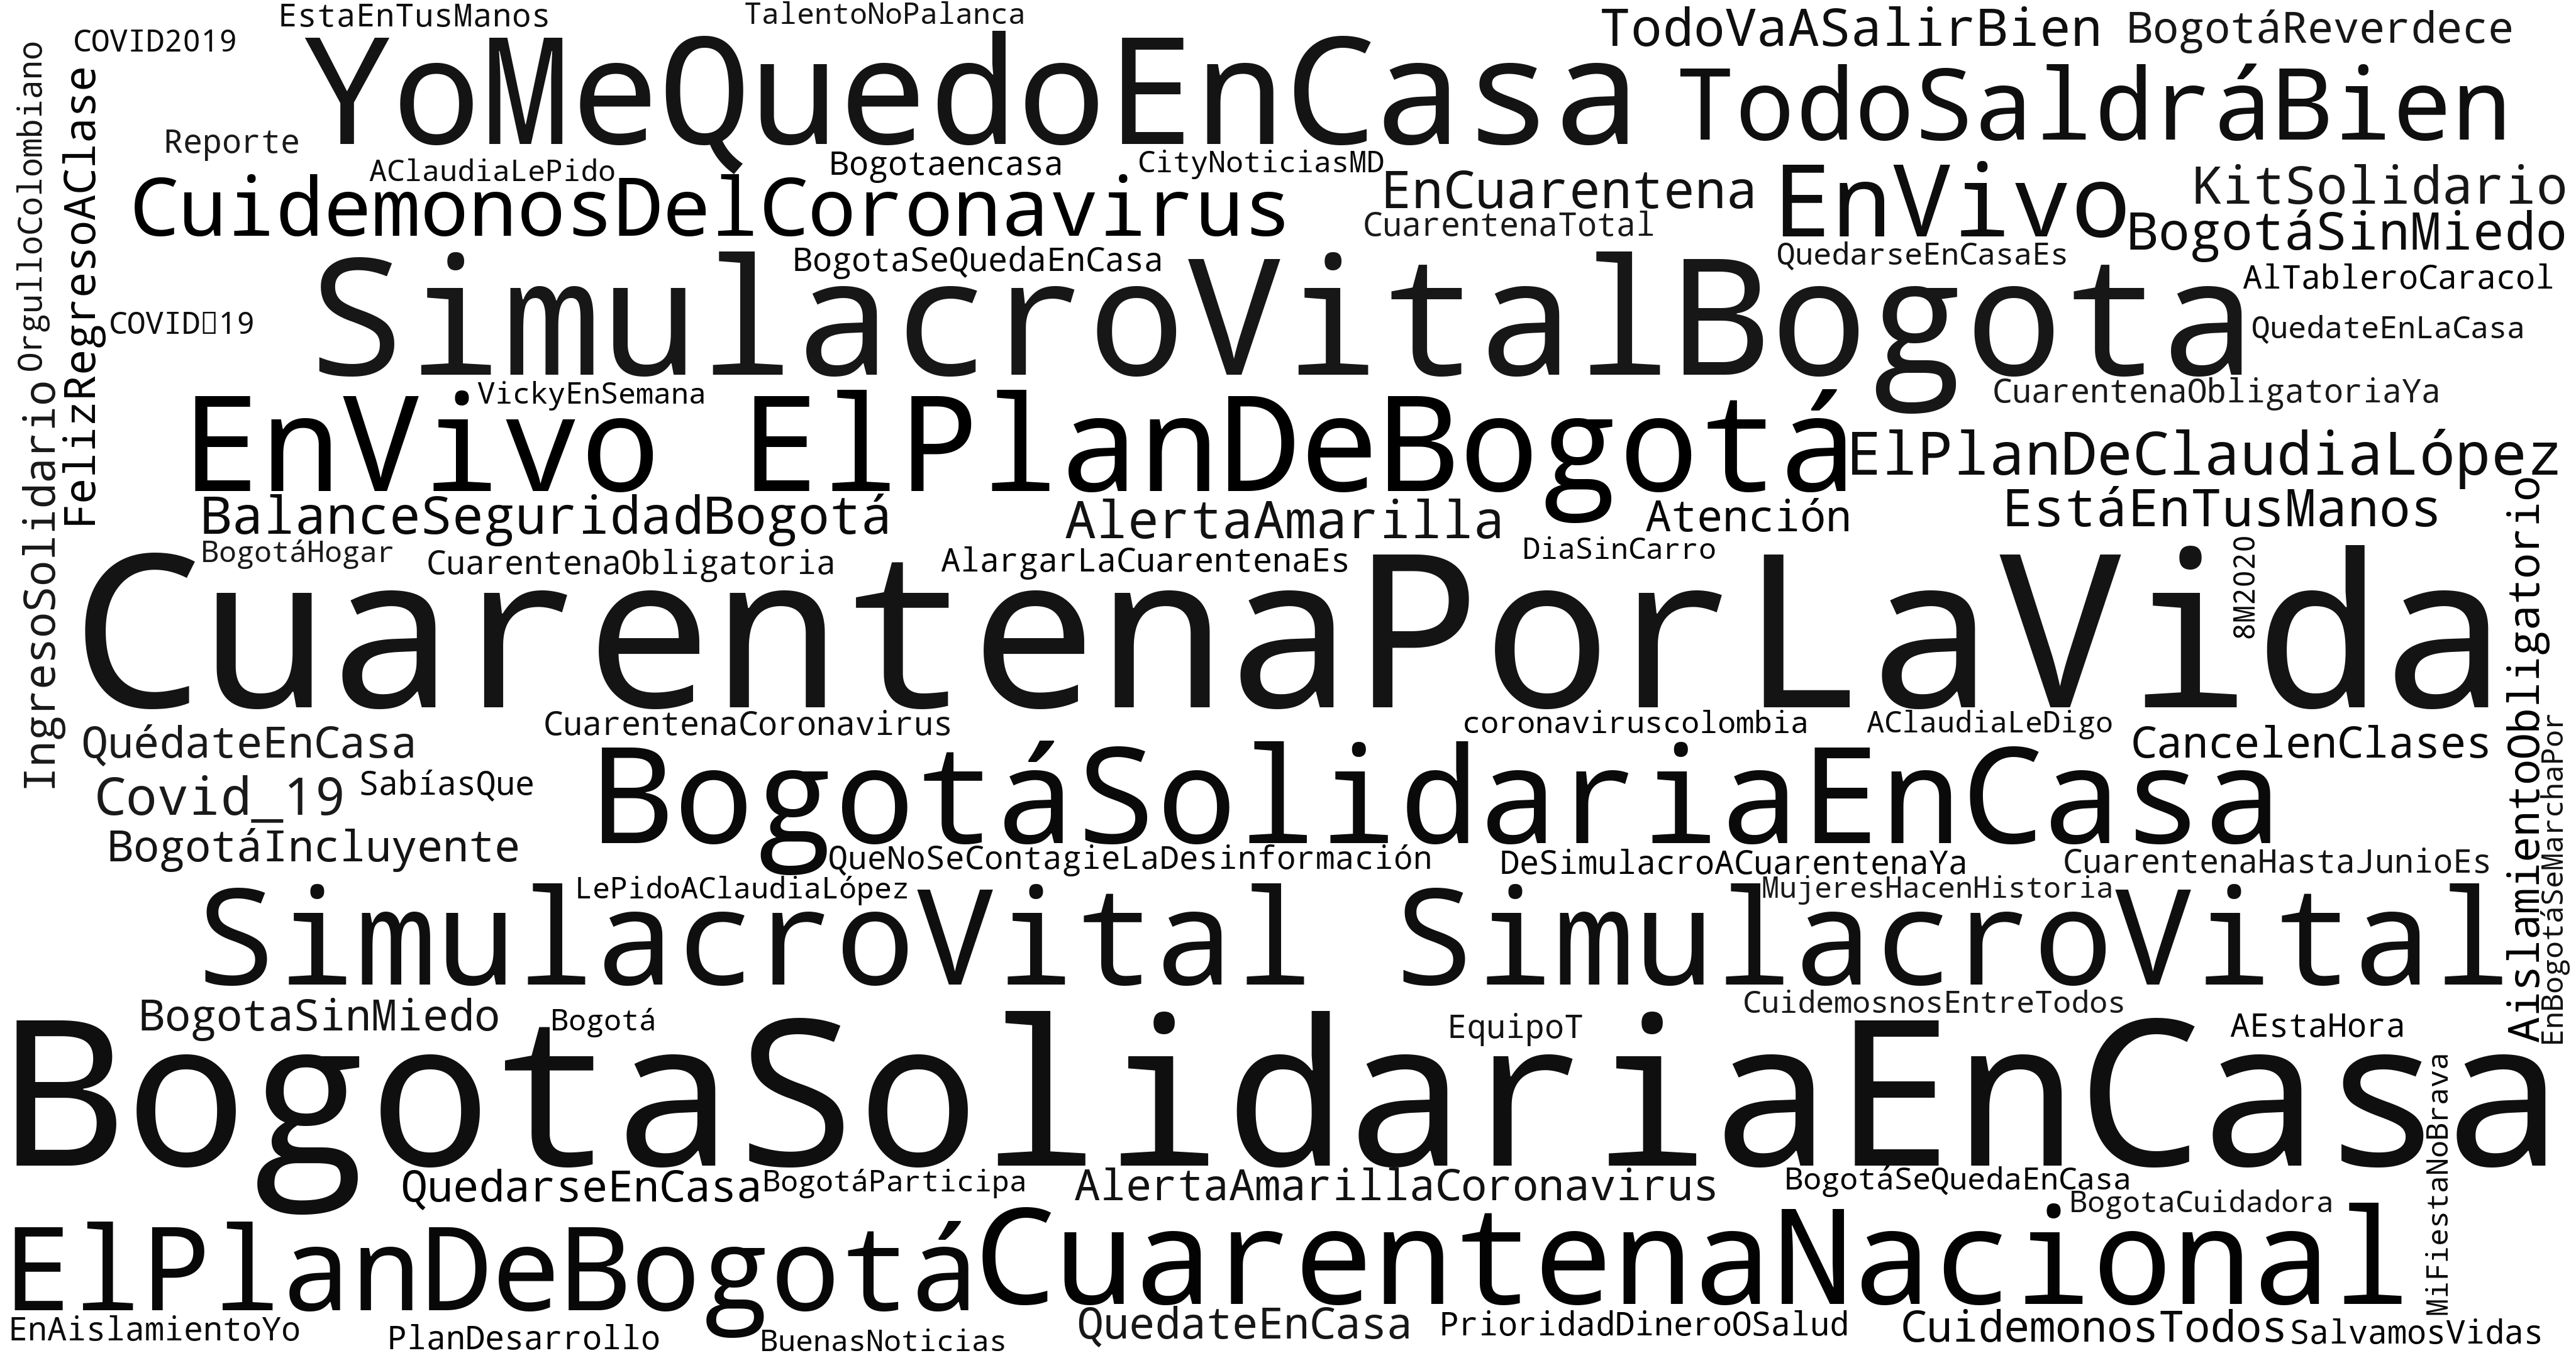 EstaEnTusManos
TalentoNoPalanca
TodoVaASalirBien
BogotáReverdece
COVID2019
YoMeQuedoEnCasa
TodoSaldráBien
OrgulloColombiano
FelizRegresoAClase
Reporte
AClaudiaLePido
Bogotaencasa
CityNoticiasMD
EnCuarentena
EnVivo
KitSolidario
CuidemonosDelCoronavirus
CuarentenaTotal
BogotáSinMiedo
BogotaSeQuedaEnCasa
QuedarseEnCasaEs
AlTableroCaracol
SimulacroVitalBogota
COVID▯19
QuedateEnLaCasa
VickyEnSemana
CuarentenaObligatoriaYa
EnVivo
ElPlanDeBogotá
ElPlanDeClaudiaLópez
IngresoSolidario
BalanceSeguridadBogotá
AlertaAmarilla
Atención
EstáEnTusManos
BogotáHogar
CuarentenaObligatoria
AlargarLaCuarentenaEs
DiaSinCarro
8M2020
CuarentenaPorLaVida
AislamientoObligatorio
QuédateEnCasa
CuarentenaCoronavirus
coronaviruscolombia
AClaudiaLeDigo
CancelenClases
EnBogotáSeMarchaPor
Covid_19
SabíasQue
BogotáSolidariaEnCasa
BogotáIncluyente
QueNoSeContagieLaDesinformación
DeSimulacroACuarentenaYa
CuarentenaHastaJunioEs
LePidoAClaudiaLópez
MujeresHacenHistoria
SimulacroVital
SimulacroVital
BogotaSinMiedo
Bogotá
EquipoT
CuidemosnosEntreTodos
AEstaHora
BogotaSolidariaEnCasa
MiFiestaNoBrava
QuedarseEnCasa
BogotáParticipa
AlertaAmarillaCoronavirus
BogotáSeQuedaEnCasa
BogotaCuidadora
ElPlanDeBogotá
CuarentenaNacional
EnAislamientoYo
PlanDesarrollo
BuenasNoticias
QuedateEnCasa
PrioridadDineroOSalud
CuidemonosTodos
SalvamosVidas